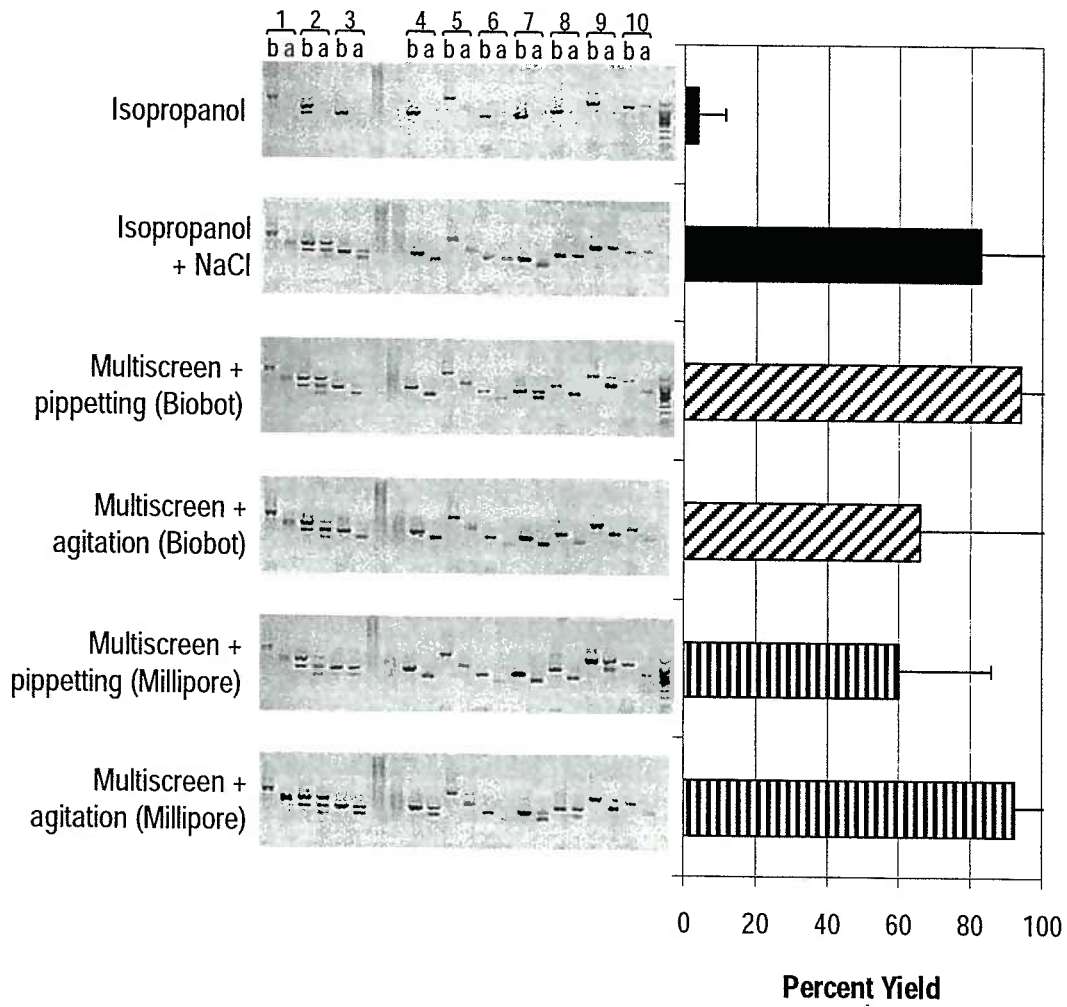 1 2 3 4 5 6 7 8 9 10
b a b a b a b a b a b a b a b a b a b a
Isopropanol
Isopropanol
+ NaCl
Multiscreen +
pippetting (Biobot)
Multiscreen +
agitation (Biobot)
Multiscreen +
pippetting (Millipore)
Multiscreen +
agitation (Millipore)
0 20 40 60 80 100
Percent Yield